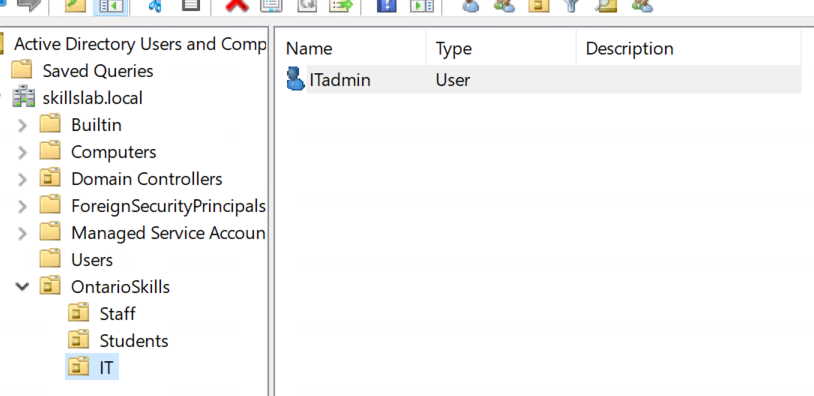 Active Directory Users and Comp
Saved Queries
skillslab.local
Builtin
Computers
Domain Controllers
ForeignSecurityPrincipals
Managed Service Accoun
Users
OntarioSkills
Staff
Students
IT
Name Type Description
ITadmin User